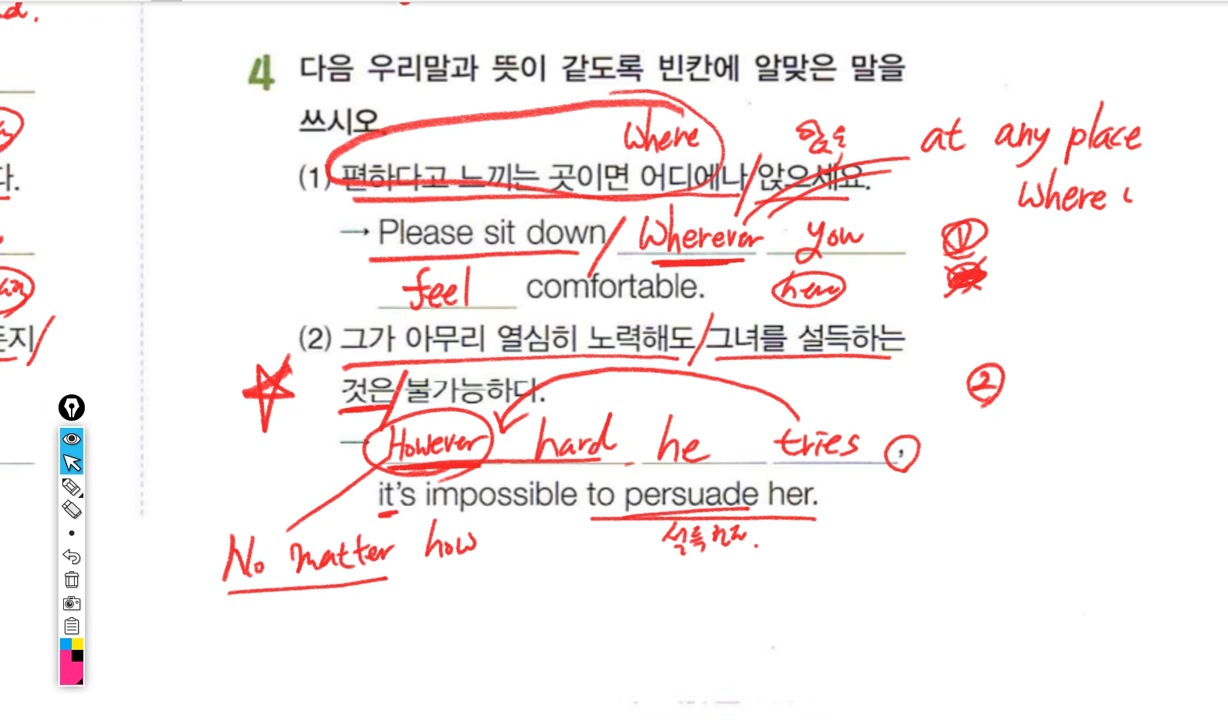 4 다음 우리말과 뜻이 같도록 빈칸에 알맞은 말을
쓰시오.
where
at any place
where
(1) 편하다고 느끼는 곳이면 어디에나 / 앉으세요.
→ Please sit down / Wherever you ①
feel comfortable. here
(2) 그가 아무리 열심히 노력해도 / 그녀를 설득하는
것은 / 불가능하다. ②
However hard he tries ,
it's impossible to persuade her.
No matter how